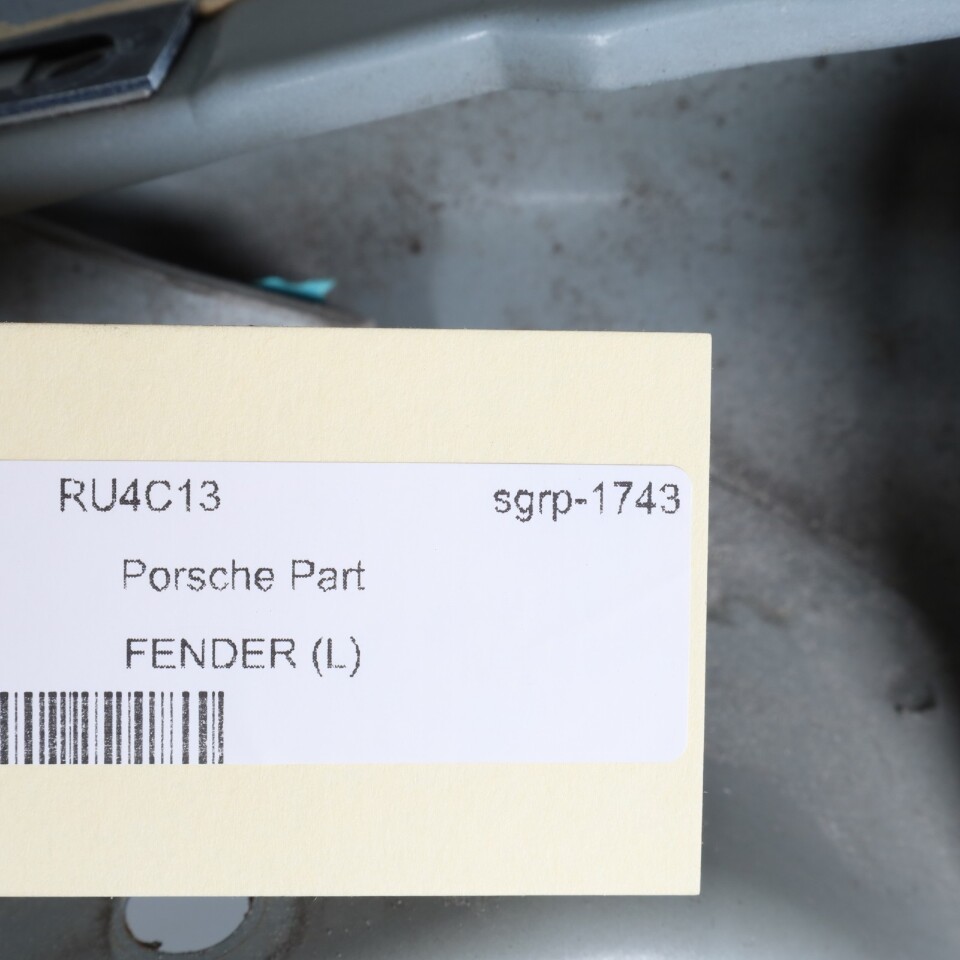 RU4C13 sgrp-1743
Porsche Part
FENDER (L)